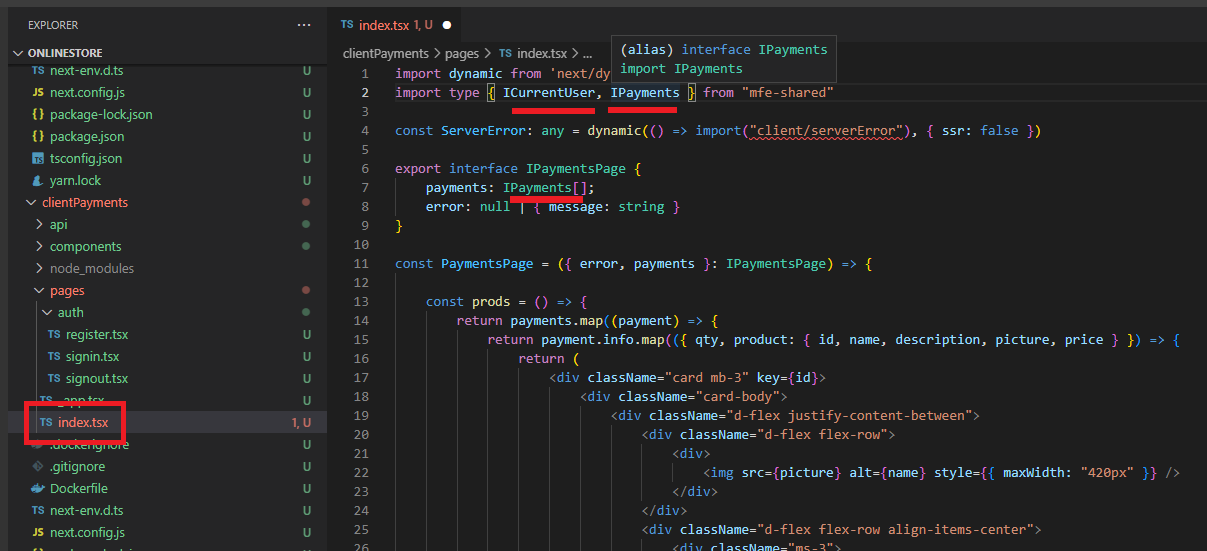 EXPLORER
···
ONLINESTORE
next-env.d.ts U
JS next.config.js U
{} package-lock.json U
{} package.json U
TS tsconfig.json U
yarn.lock U
clientPayments
api
components
node_modules
pages
auth
TS register.tsx U
TS signin.tsx U
TS signout.tsx U
TS _app.tsx U
TS index.tsx 1, U
.dockerignore U
.gitignore U
Dockerfile U
TS next-env.d.ts U
JS next.config.js U
TS index.tsx 1, U
clientPayments > pages > TS index.tsx > ...
(alias) interface IPayments
import IPayments
1 import dynamic from 'next/dy
2 import type { ICurrentUser, IPayments } from "mfe-shared"
3
4 const ServerError: any = dynamic(() => import("client/serverError"), { ssr: false })
5
6 export interface IPaymentsPage {
7 payments: IPayments[];
8 error: null | { message: string }
9 }
10
11 const PaymentsPage = ({ error, payments }: IPaymentsPage) => {
12
13 const prods = () => {
14 return payments.map((payment) => {
15 return payment.info.map(({ qty, product: { id, name, description, picture, price } }) => {
16 return (
17 <div className="card mb-3" key={id}>
18 <div className="card-body">
19 <div className="d-flex justify-content-between">
20 <div className="d-flex flex-row">
21 <div>
22 <img src={picture} alt={name} style={{ maxWidth: "420px" }} />
23 </div>
24 </div>
25 <div className="d-flex flex-row align-items-center">
26 <div className="ms-3">